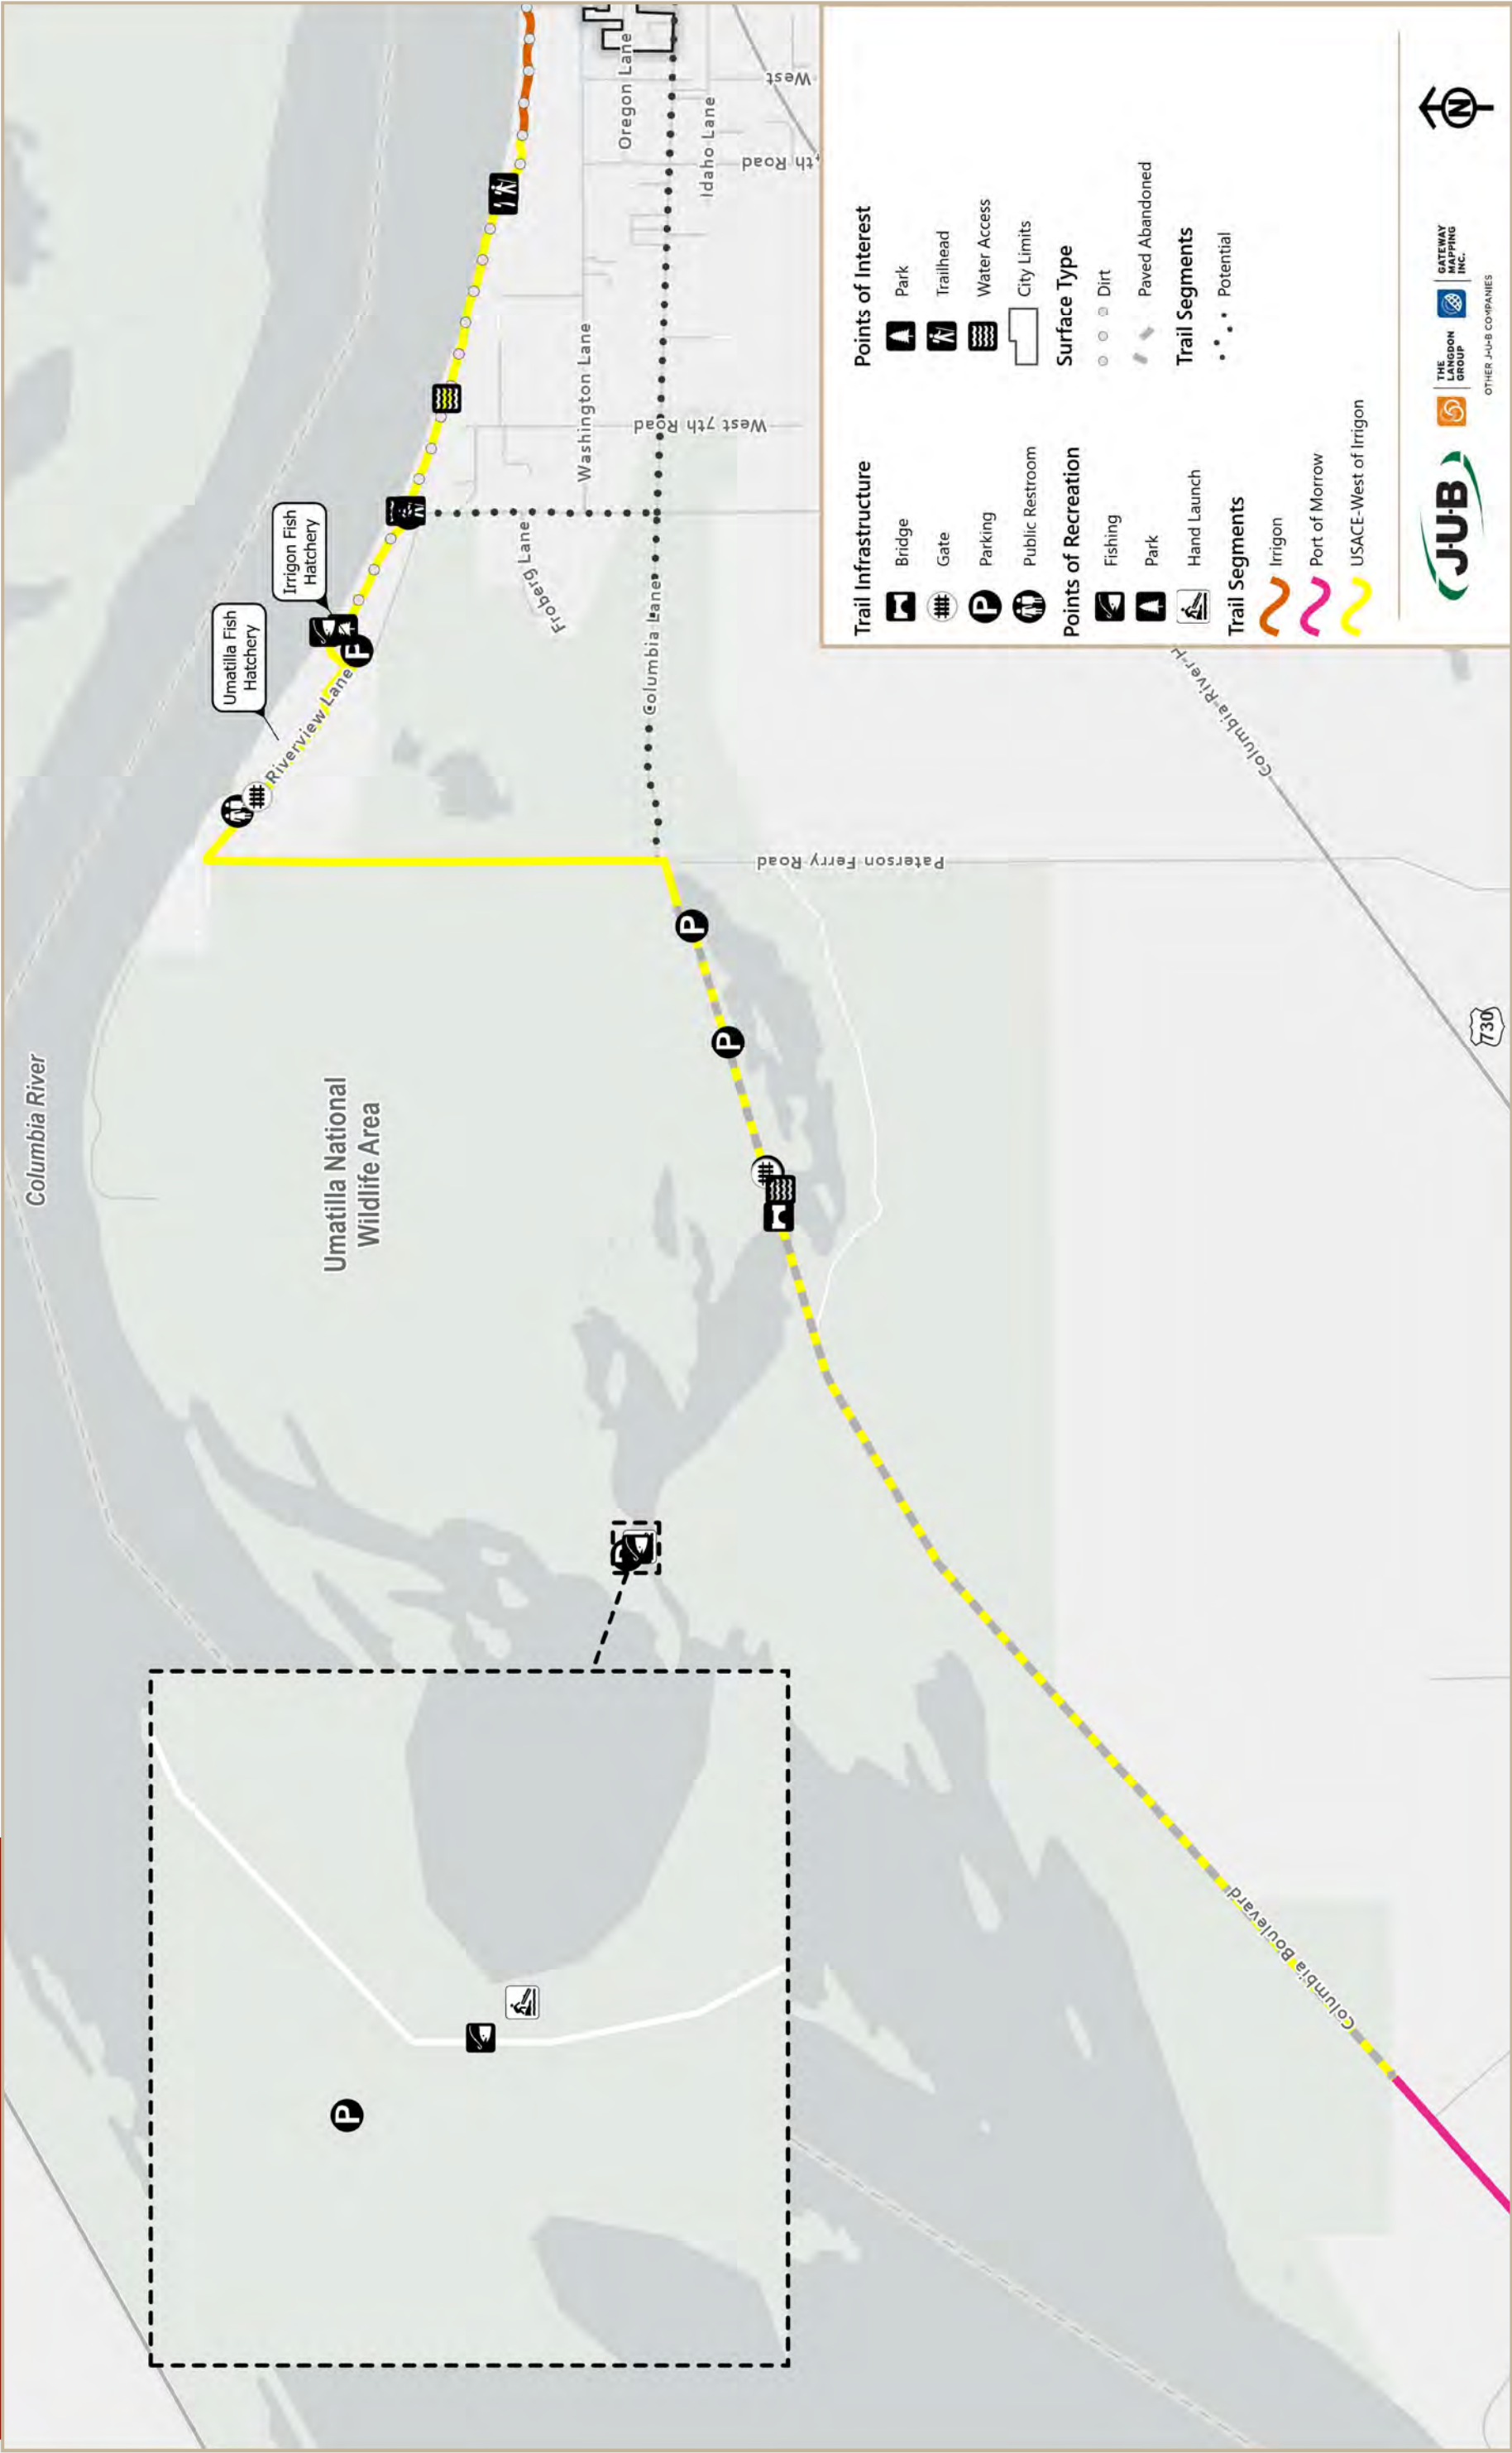 Columbia River
Umatilla National
Wildlife Area
Umatilla Fish
Hatchery
Irrigon Fish
Hatchery
Riverview Lane
Paterson Ferry Road
Columbia Lane
Froberg Lane
Washington Lane
West 7th Road
Oregon Lane
Idaho Lane
th Road
West
Columbia-River-H
730
Columbia Boulevard
P
P
P
P
Trail Infrastructure
Bridge
Gate
P
Parking
Public Restroom
Points of Recreation
Fishing
Park
Hand Launch
Trail Segments
Irrigon
Port of Morrow
USACE-West of Irrigon
Points of Interest
Park
Trailhead
Water Access
City Limits
Surface Type
Dirt
Paved Abandoned
Trail Segments
Potential
J-U-B
THE
LANGDON
GROUP
GATEWAY
MAPPING
INC.
OTHER J-U-B COMPANIES
N